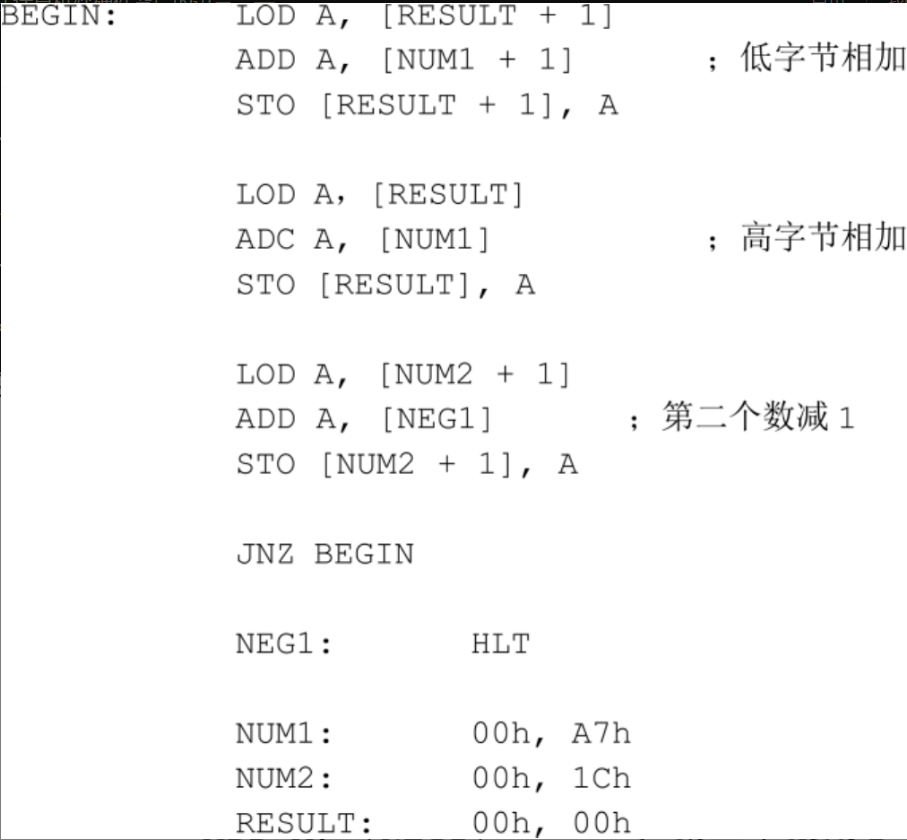 BEGIN: LOD A, [RESULT + 1]
ADD A, [NUM1 + 1] ；低字节相加
STO [RESULT + 1], A
LOD A，[RESULT]
ADC A, [NUM1] ；高字节相加
STO [RESULT], A
LOD A, [NUM2 + 1]
ADD A, [NEG1] ；第二个数减 1
STO [NUM2 + 1], A
JNZ BEGIN
NEG1: HLT
NUM1: 00h, A7h
NUM2: 00h, 1Ch
RESULT: 00h, 00h